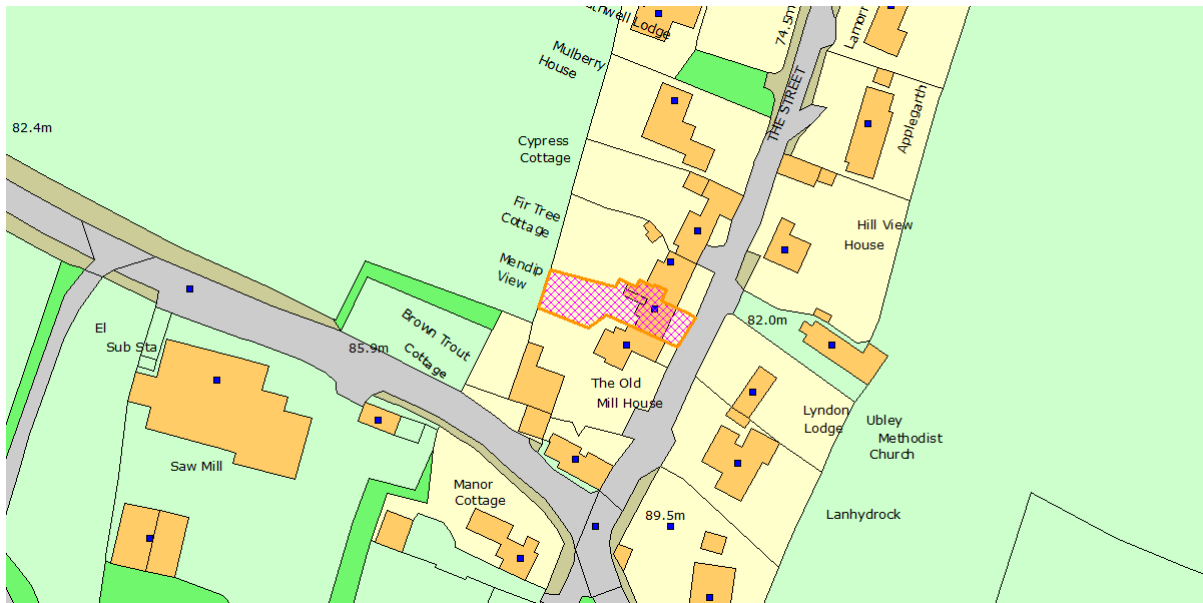 Lodge
74.5m
Mulberry
House
THE STREET
82.4m
Applegarth
Cypress
Cottage
Fir Tree
Cottage
Hill View
House
Mendip
View
82.0m
El
Sub Sta
85.9m
Brown Trout
Cottage
The Old
Mill House
Lyndon
Lodge
Ubley
Methodist
Church
Saw Mill
Manor
Cottage
89.5m
Lanhydrock